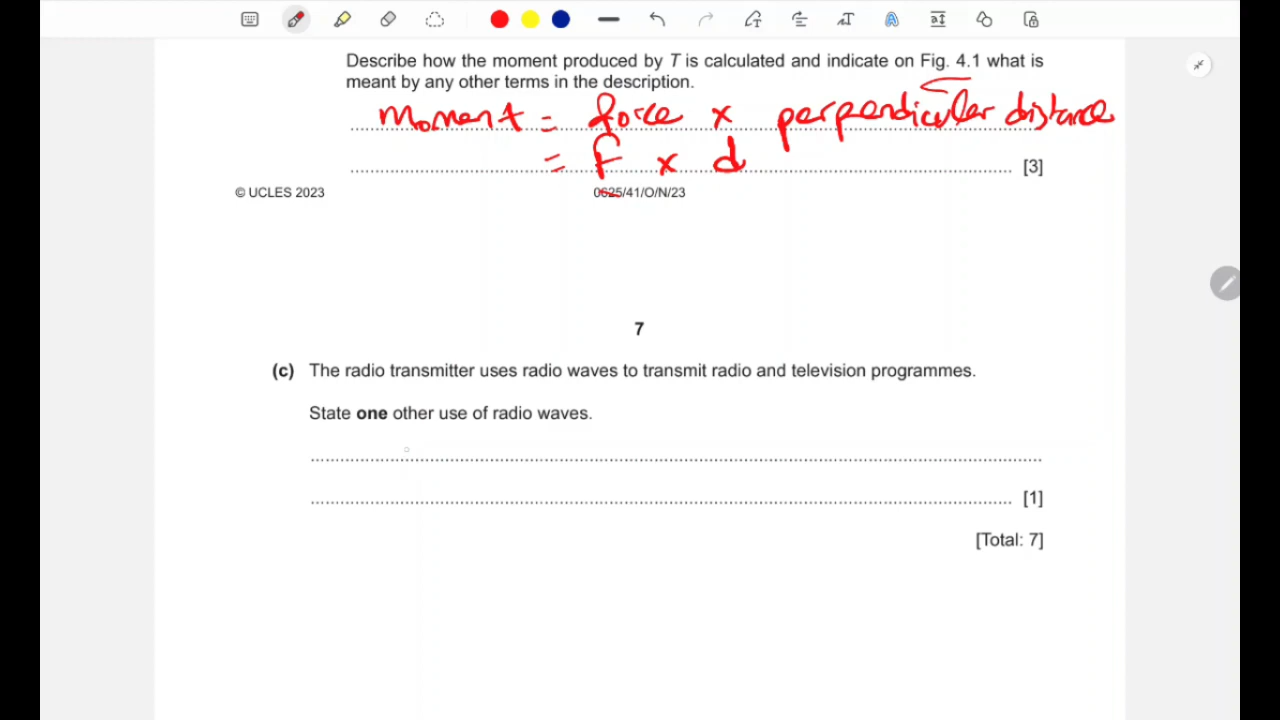 Describe how the moment produced by T is calculated and indicate on Fig. 4.1 what is
meant by any other terms in the description.
moment = force x perpendicular distance
= F x d
[3]
© UCLES 2023 0625/41/O/N/23
7
(c) The radio transmitter uses radio waves to transmit radio and television programmes.
State one other use of radio waves.
[1]
[Total: 7]